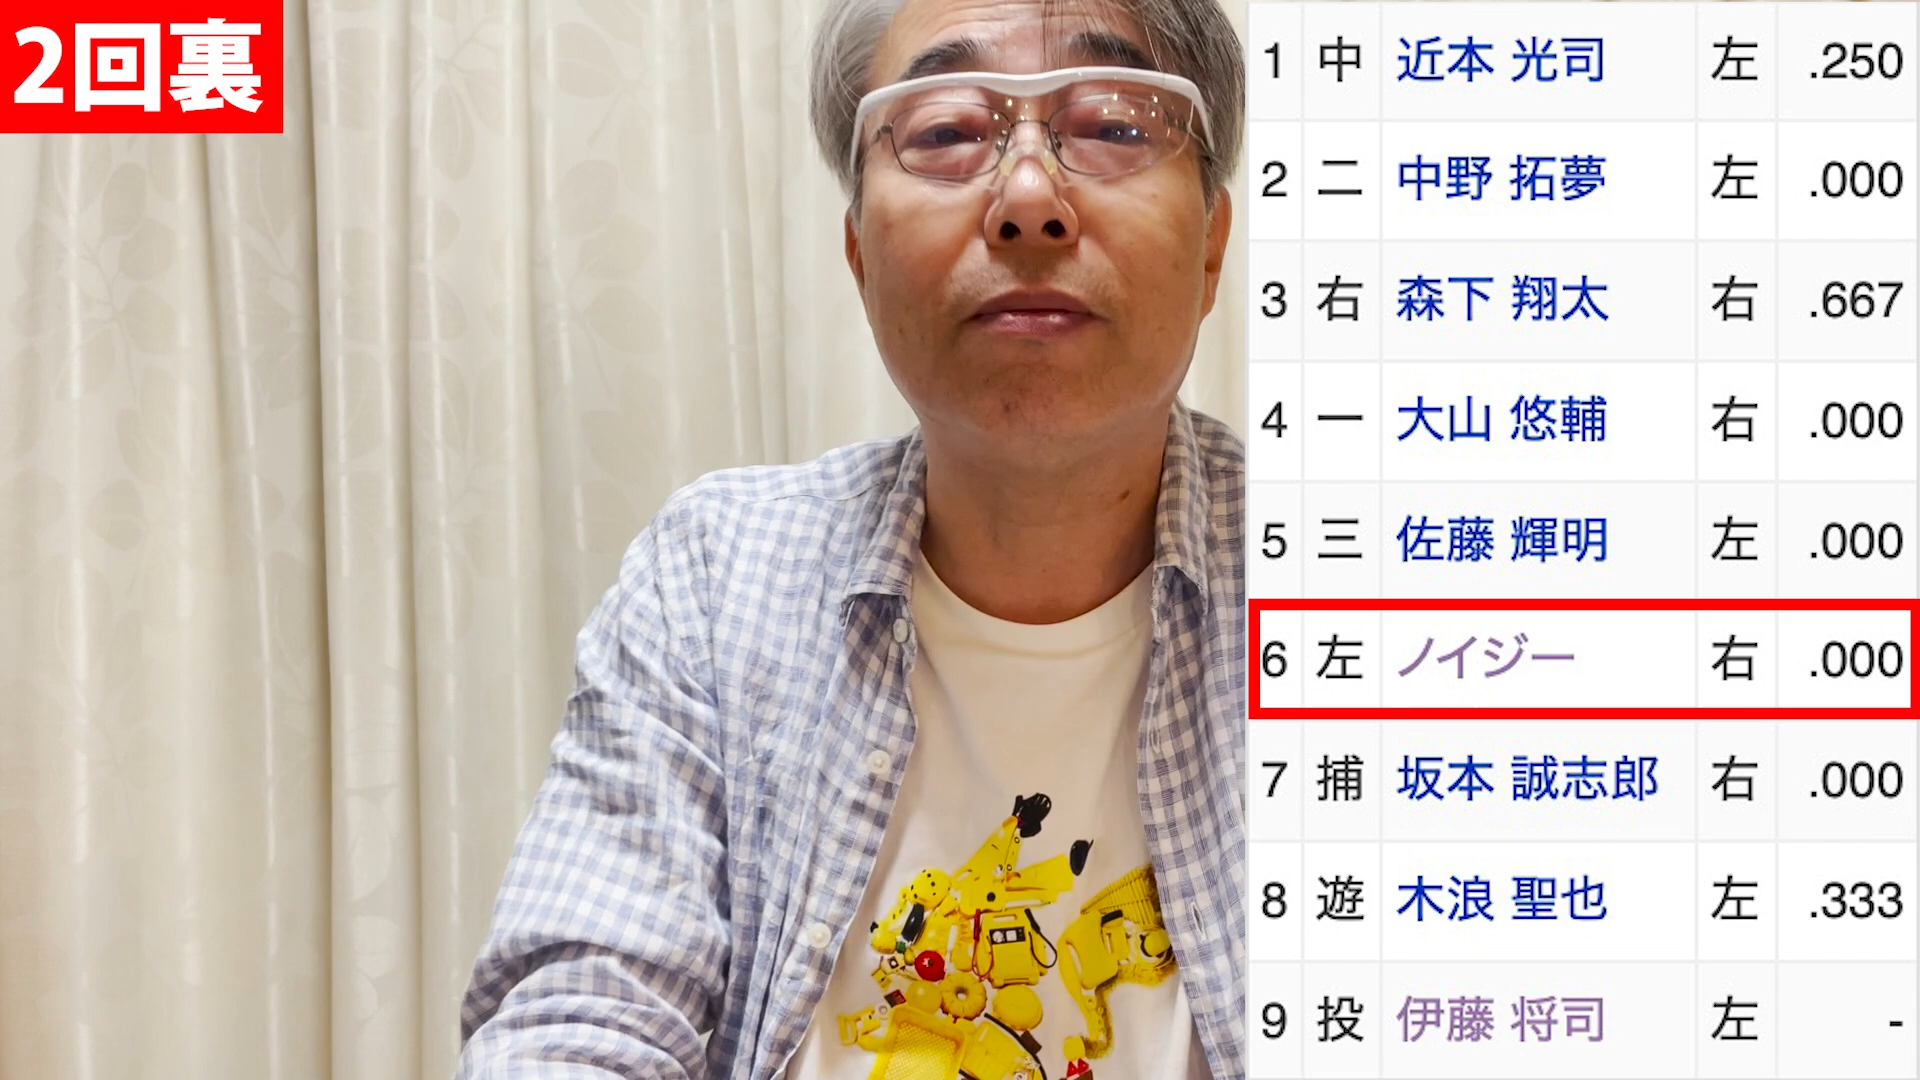 2回裏
1 中 近本 光司 左 .250
2 二 中野 拓夢 左 .000
3 右 森下 翔太 右 .667
4 一 大山 悠輔 右 .000
5 三 佐藤 輝明 左 .000
6 左 ノイジー 右 .000
7 捕 坂本 誠志郎 右 .000
8 遊 木浪 聖也 左 .333
9 投 伊藤 将司 左 -